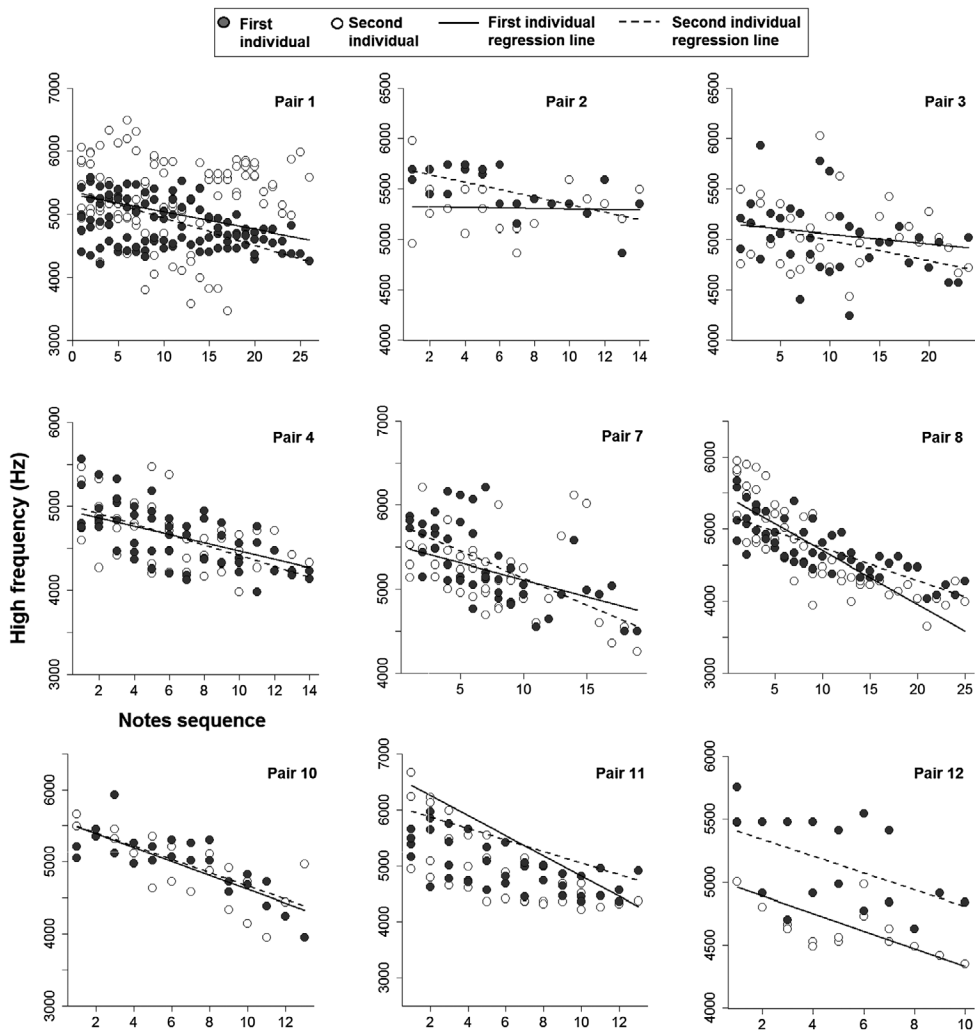 First individual
Second individual
First individual regression line
Second individual regression line
High frequency (Hz)
Pair 1
3000 4000 5000 6000 7000
0 5 10 15 20 25
Pair 2
4000 4500 5000 5500 6000 6500
2 4 6 8 10 12 14
Pair 3
4000 4500 5000 5500 6000 6500
5 10 15 20
Pair 4
3000 4000 5000 6000
2 4 6 8 10 12 14
Notes sequence
Pair 7
4000 5000 6000 7000
5 10 15
Pair 8
3000 4000 5000 6000
5 10 15 20 25
Pair 10
3000 4000 5000 6000
2 4 6 8 10 12
Pair 11
3000 4000 5000 6000 7000
2 4 6 8 10 12
Pair 12
4000 4500 5000 5500 6000
2 4 6 8 10